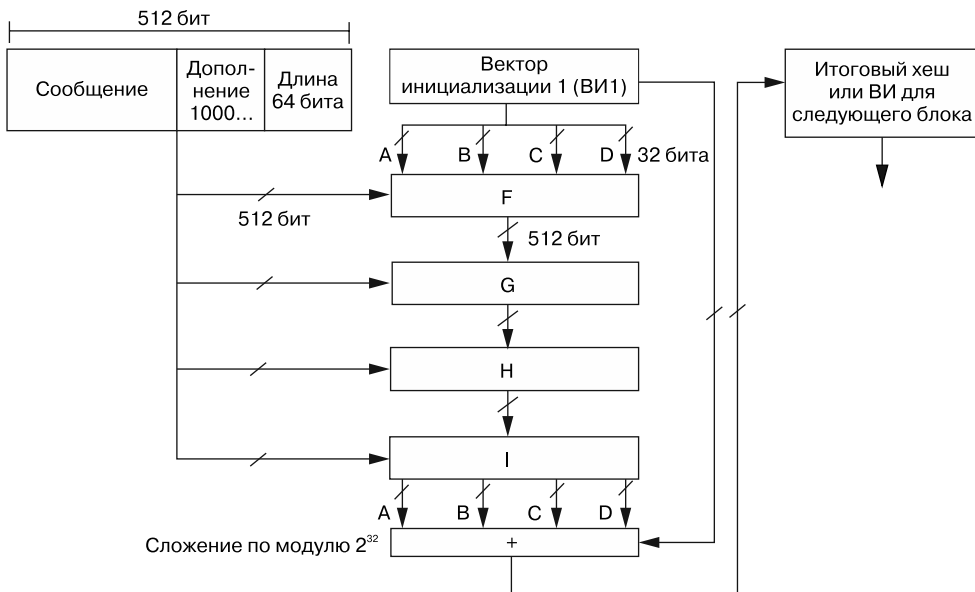 512 бит
Сообщение
Допол-
нение
1000...
Длина
64 бита
Вектор
инициализации 1 (ВИ1)
Итоговый хеш
или ВИ для
следующего блока
A
B
C
D
32 бита
F
512 бит
512 бит
G
H
I
A
B
C
D
Сложение по модулю 2³²
+